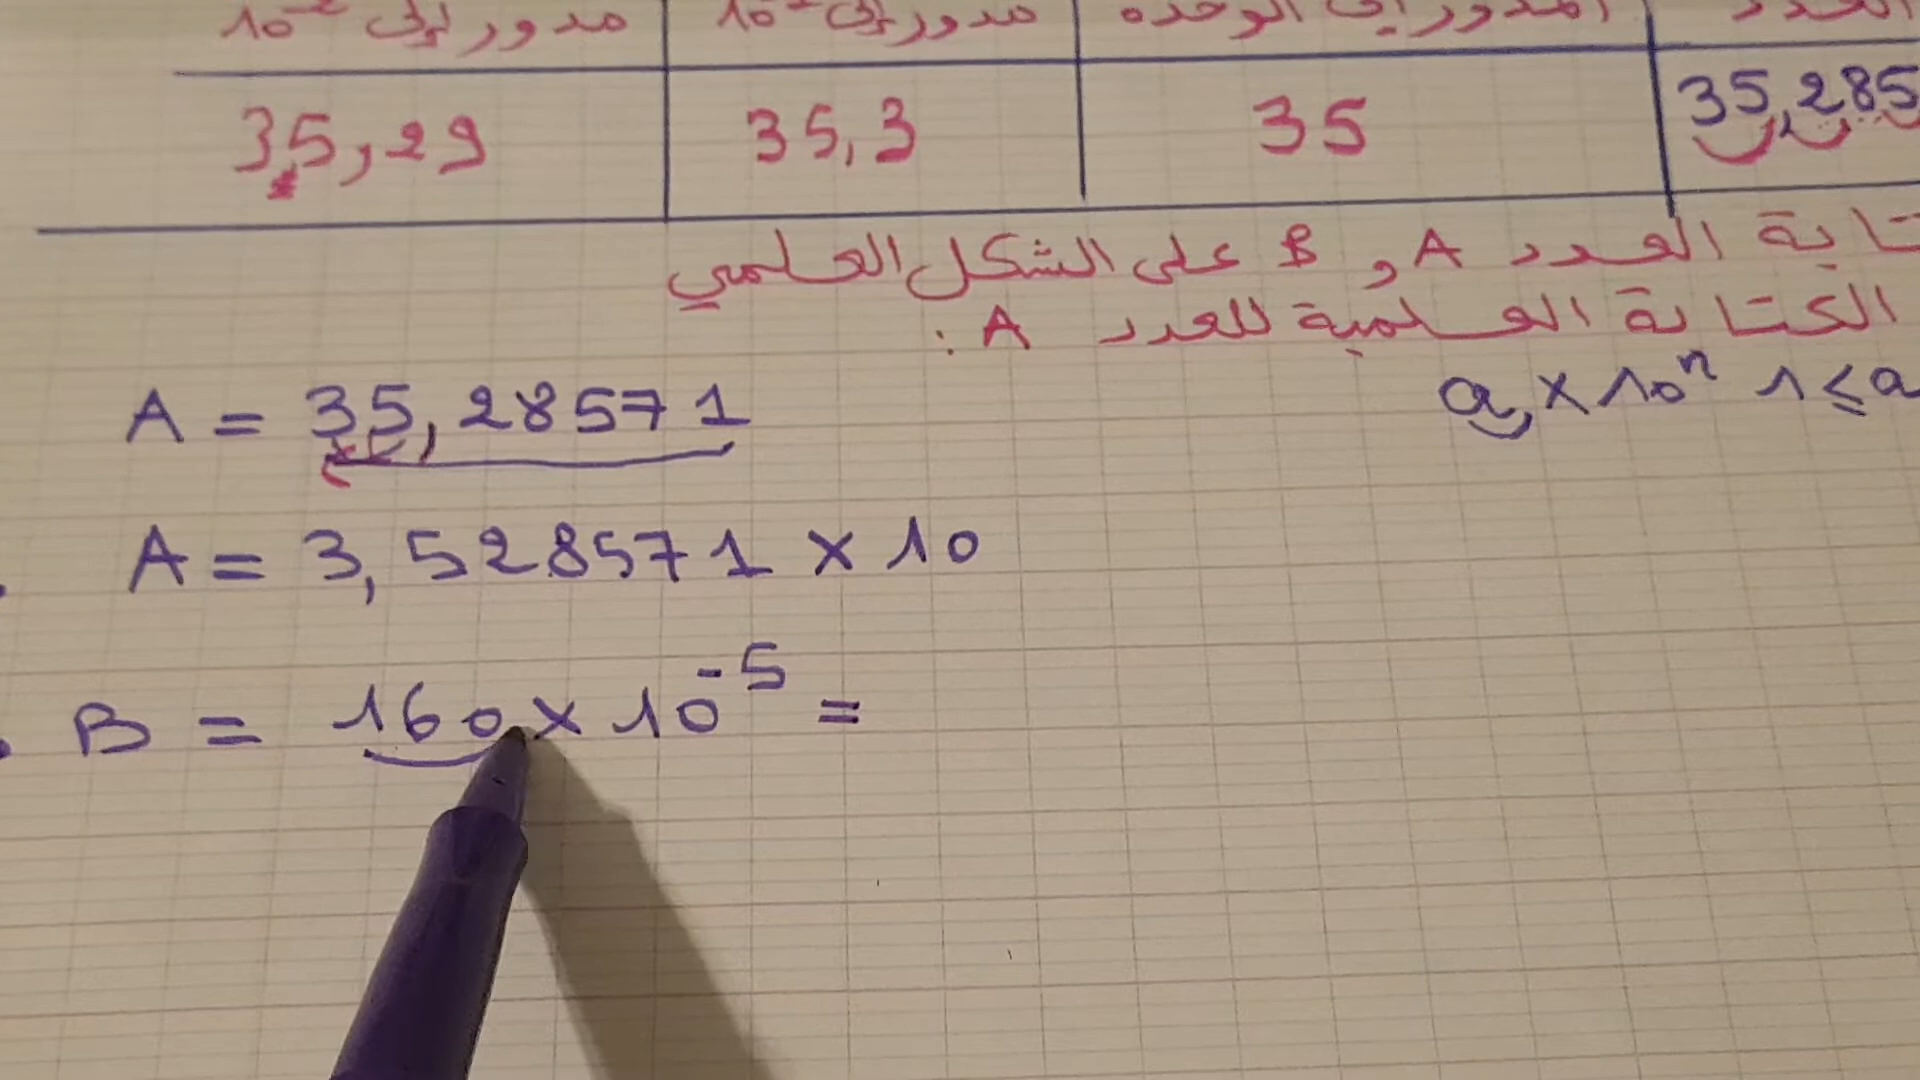 مدور إلى 10⁻² مدور إلى 10⁻¹ المدور إلى الوحدة العدد
35,285 35 35,3 35,29
العدد A و B على الشكل العلمي
الكتابة العلمية للعدد A :
a × 10ⁿ 1 ≤ a
A = 35,28571
A = 3,528571 × 10
B = 160 × 10⁻⁵ =